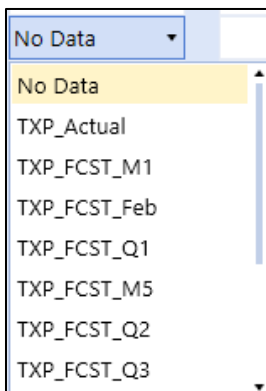 No Data
No Data
TXP_Actual
TXP_FCST_M1
TXP_FCST_Feb
TXP_FCST_Q1
TXP_FCST_M5
TXP_FCST_Q2
TXP_FCST_Q3